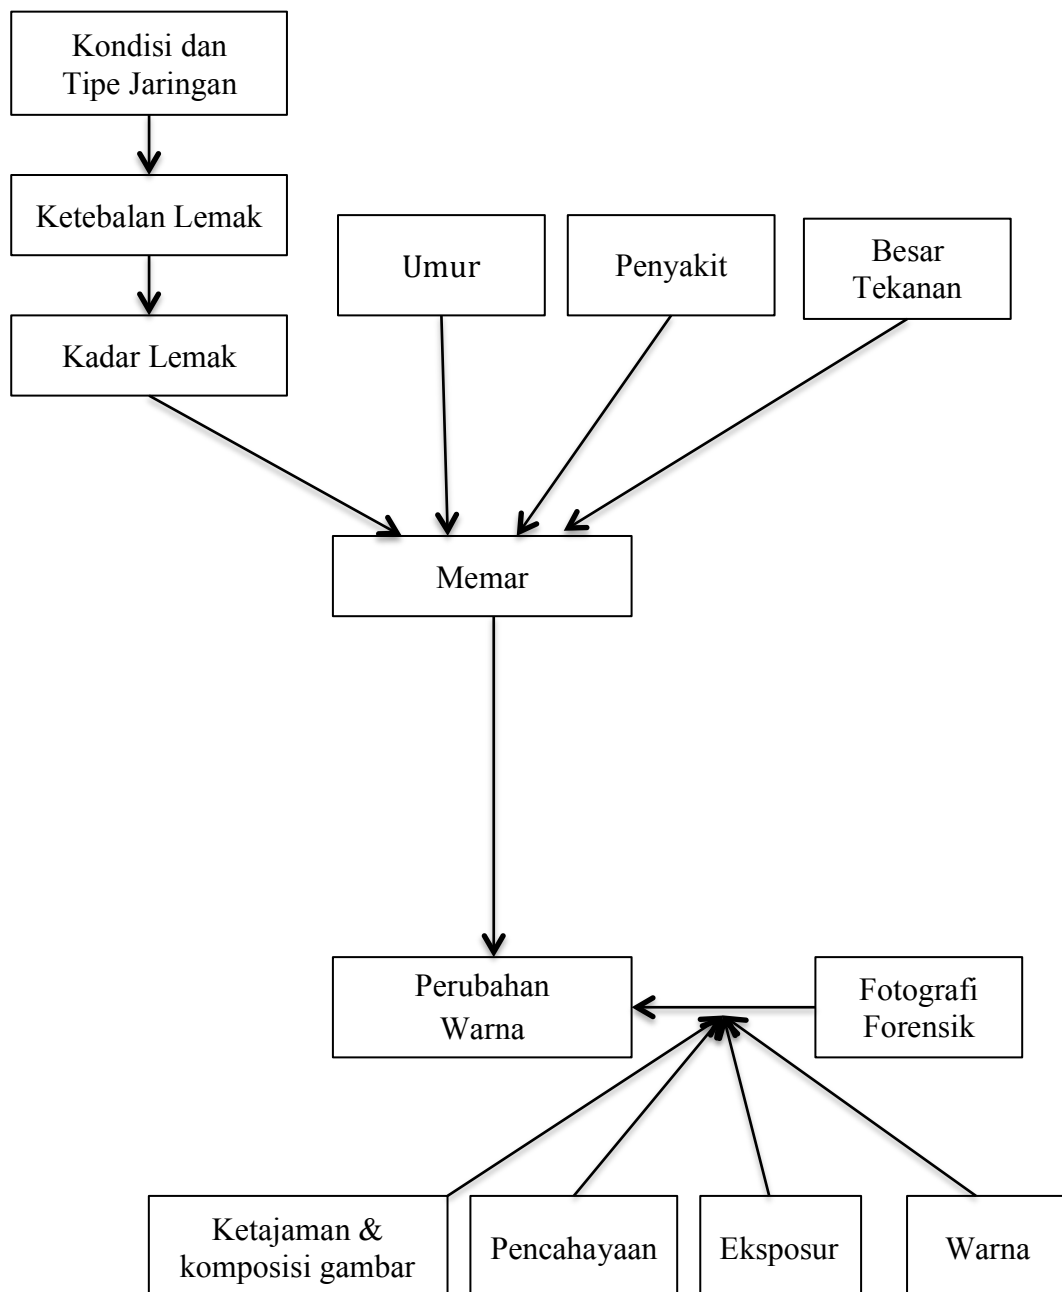 Kondisi dan
Tipe Jaringan
Ketebalan Lemak
Kadar Lemak
Umur
Penyakit
Besar
Tekanan
Memar
Perubahan
Warna
Fotografi
Forensik
Ketajaman &
komposisi gambar
Pencahayaan
Eksposur
Warna